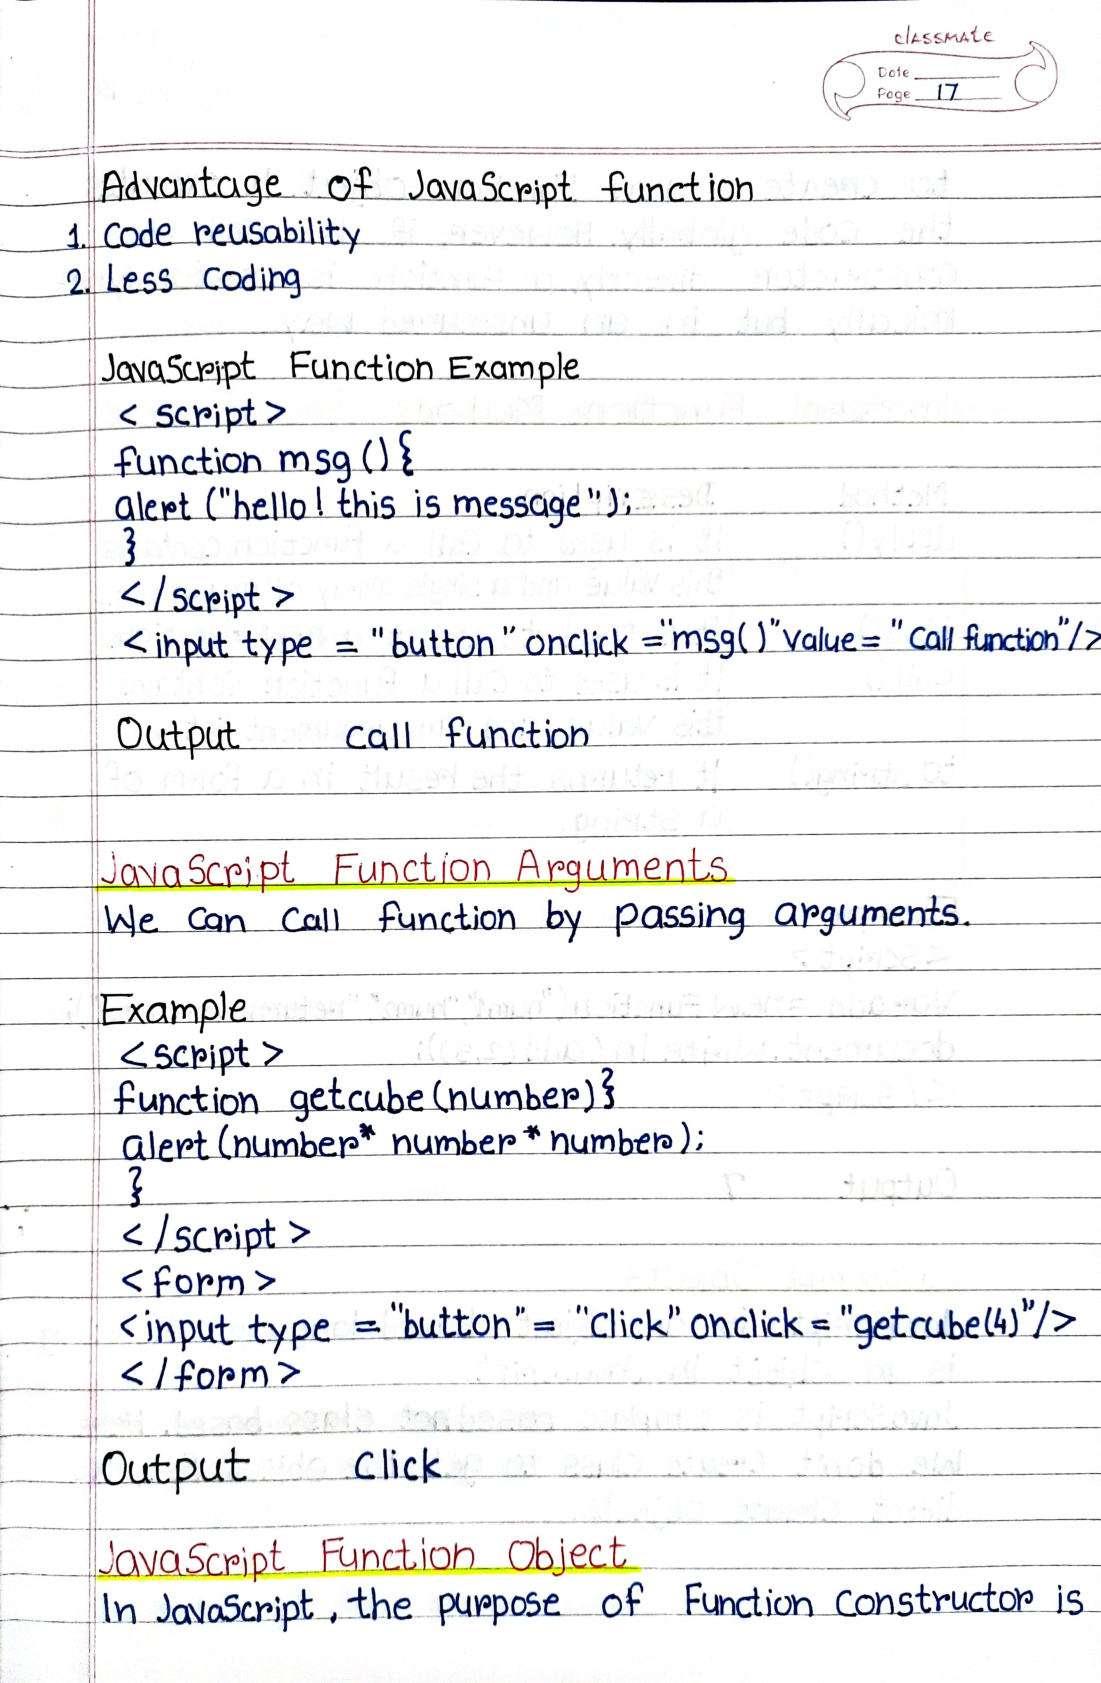 classmate
Date
Page 17
Advantage of JavaScript function
1. Code reusability
2. Less Coding
JavaScript Function Example
< script>
function msg () {
alert ("hello! this is message");
}
</script >
<input type = "button" onclick ="msg()" value = "Call function"/>
Output call function
JavaScript Function Arguments
We Can Call function by passing arguments.
Example
<script >
function getcube(number)}
alert (number* number * number);
}
</script >
<form>
<input type = "button"= "Click" onclick = "getcube(4)"/>
</form>
Output Click
JavaScript Function Object
In JavaScript, the purpose of Function Constructor is